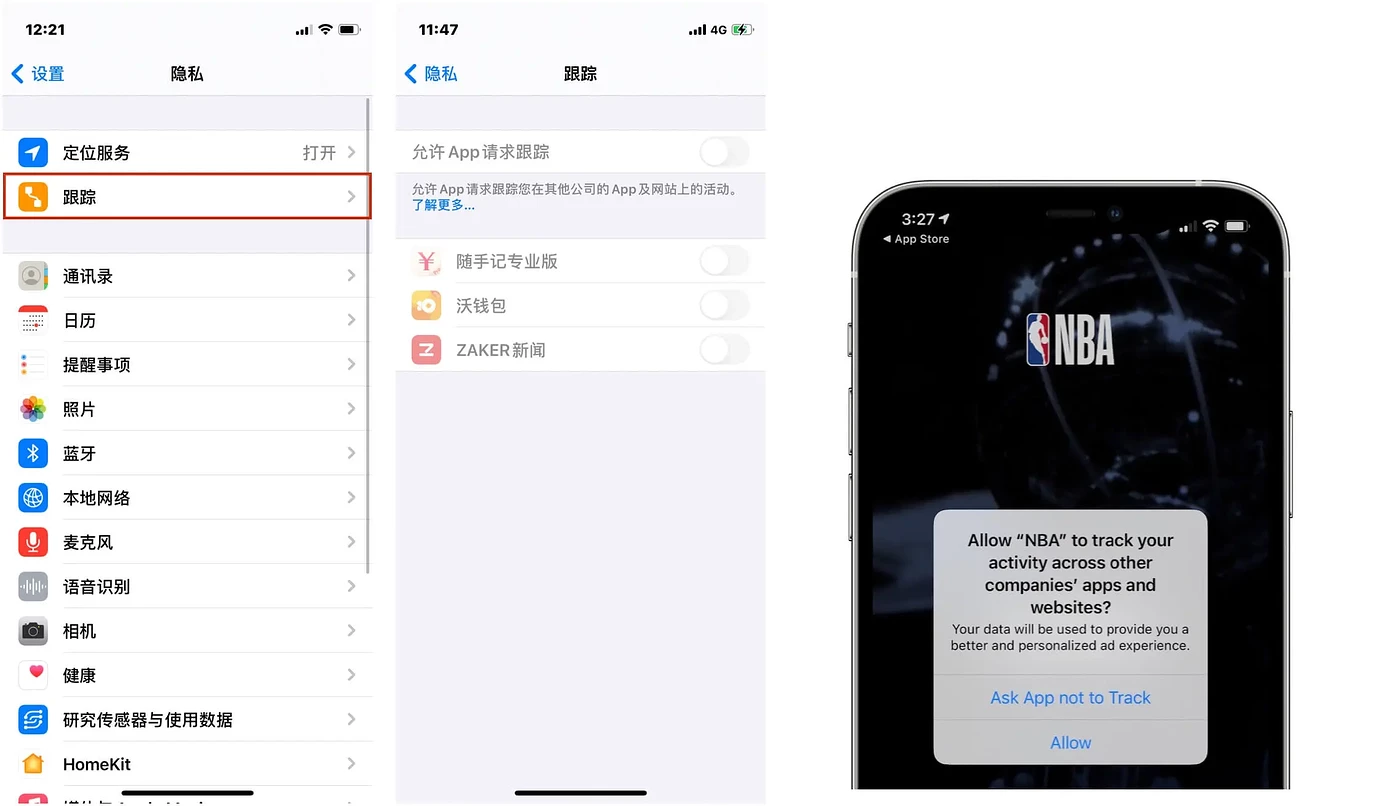 12:21
设置
隐私
定位服务
打开
跟踪
通讯录
日历
提醒事项
照片
蓝牙
本地网络
麦克风
语音识别
相机
健康
研究传感器与使用数据
HomeKit
11:47
4G
隐私
跟踪
允许 App 请求跟踪
允许 App 请求跟踪您在其他公司的 App 及网站上的活动。
了解更多...
随手记专业版
沃钱包
ZAKER 新闻
3:27
App Store
NBA
Allow “NBA” to track your
activity across other
companies’ apps and
websites?
Your data will be used to provide you a
better and personalized ad experience.
Ask App not to Track
Allow